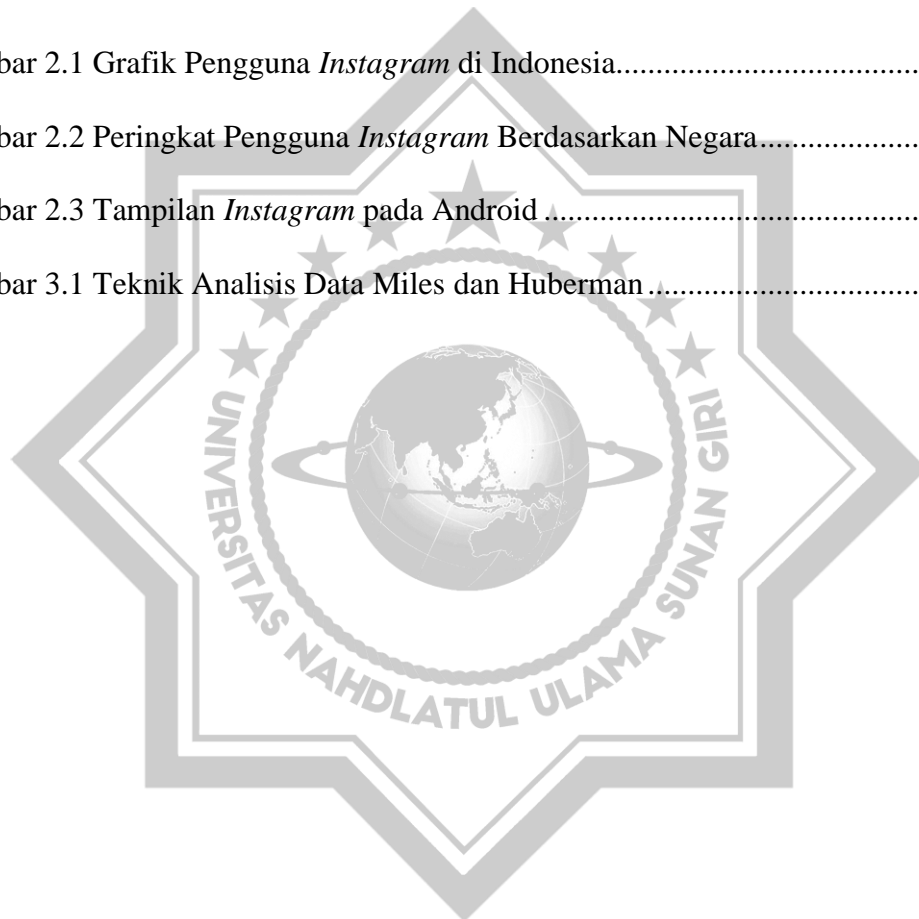 bar 2.1 Grafik Pengguna Instagram di Indonesia.................................
bar 2.2 Peringkat Pengguna Instagram Berdasarkan Negara...................
bar 2.3 Tampilan Instagram pada Android ..........................................
bar 3.1 Teknik Analisis Data Miles dan Huberman ..............................
UNIVERSITAS NAHDLATUL ULAMA SUNAN GIRI